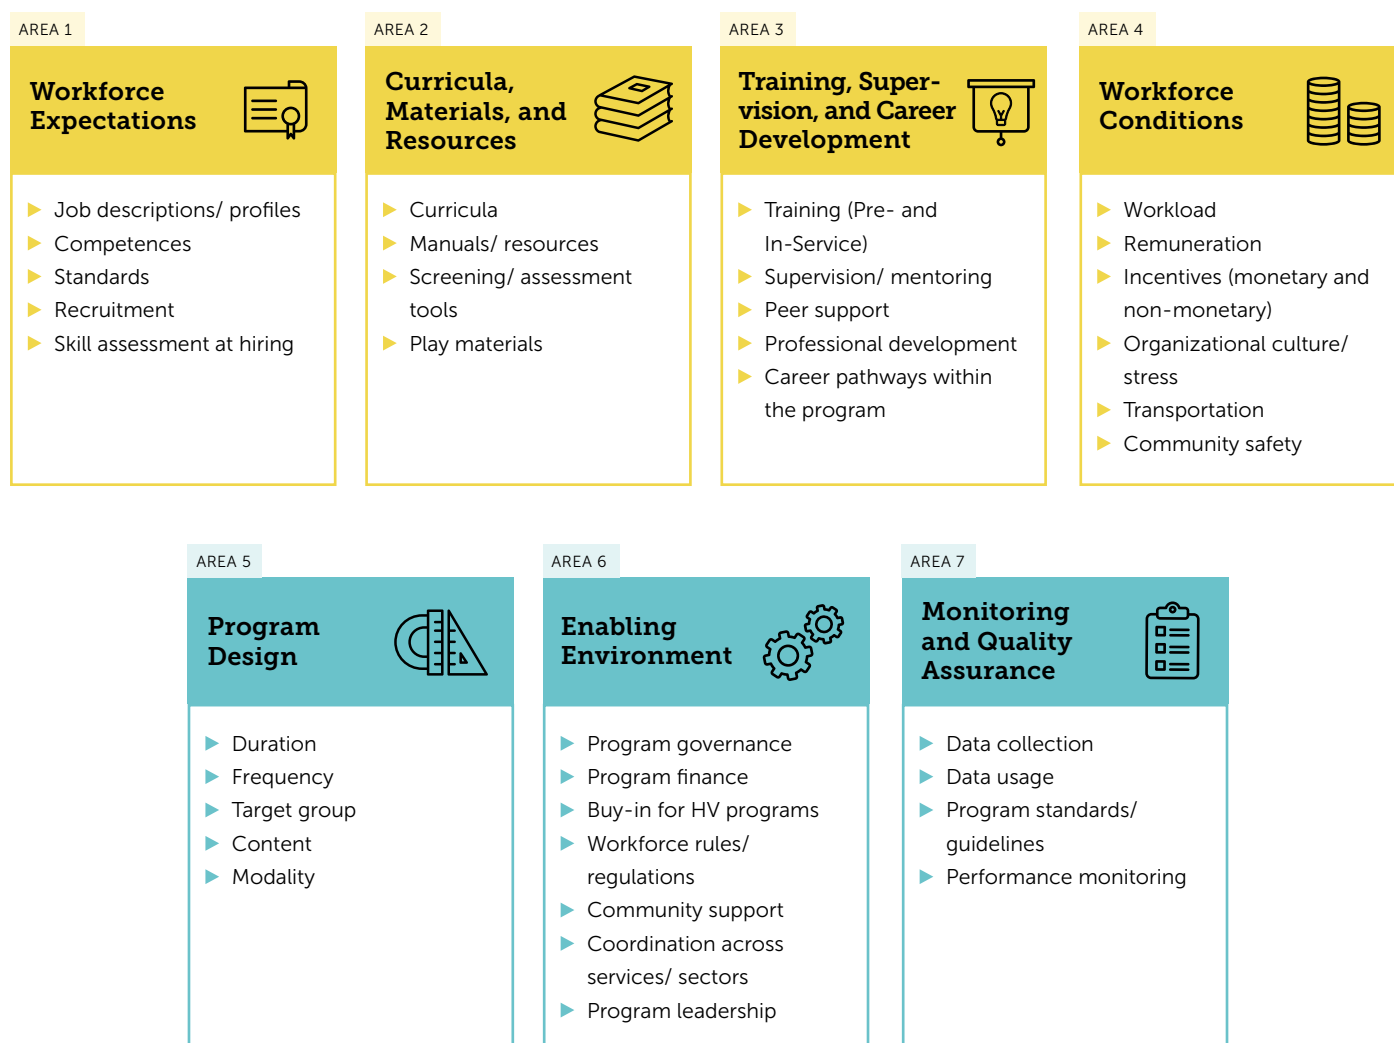 AREA 1
Workforce
Expectations
Job descriptions/ profiles
Competences
Standards
Recruitment
Skill assessment at hiring
AREA 2
Curricula,
Materials, and
Resources
Curricula
Manuals/ resources
Screening/ assessment
tools
Play materials
AREA 3
Training, Super-
vision, and Career
Development
Training (Pre- and
In-Service)
Supervision/ mentoring
Peer support
Professional development
Career pathways within
the program
AREA 4
Workforce
Conditions
Workload
Remuneration
Incentives (monetary and
non-monetary)
Organizational culture/
stress
Transportation
Community safety
AREA 5
Program
Design
Duration
Frequency
Target group
Content
Modality
AREA 6
Enabling
Environment
Program governance
Program finance
Buy-in for HV programs
Workforce rules/
regulations
Community support
Coordination across
services/ sectors
Program leadership
AREA 7
Monitoring
and Quality
Assurance
Data collection
Data usage
Program standards/
guidelines
Performance monitoring